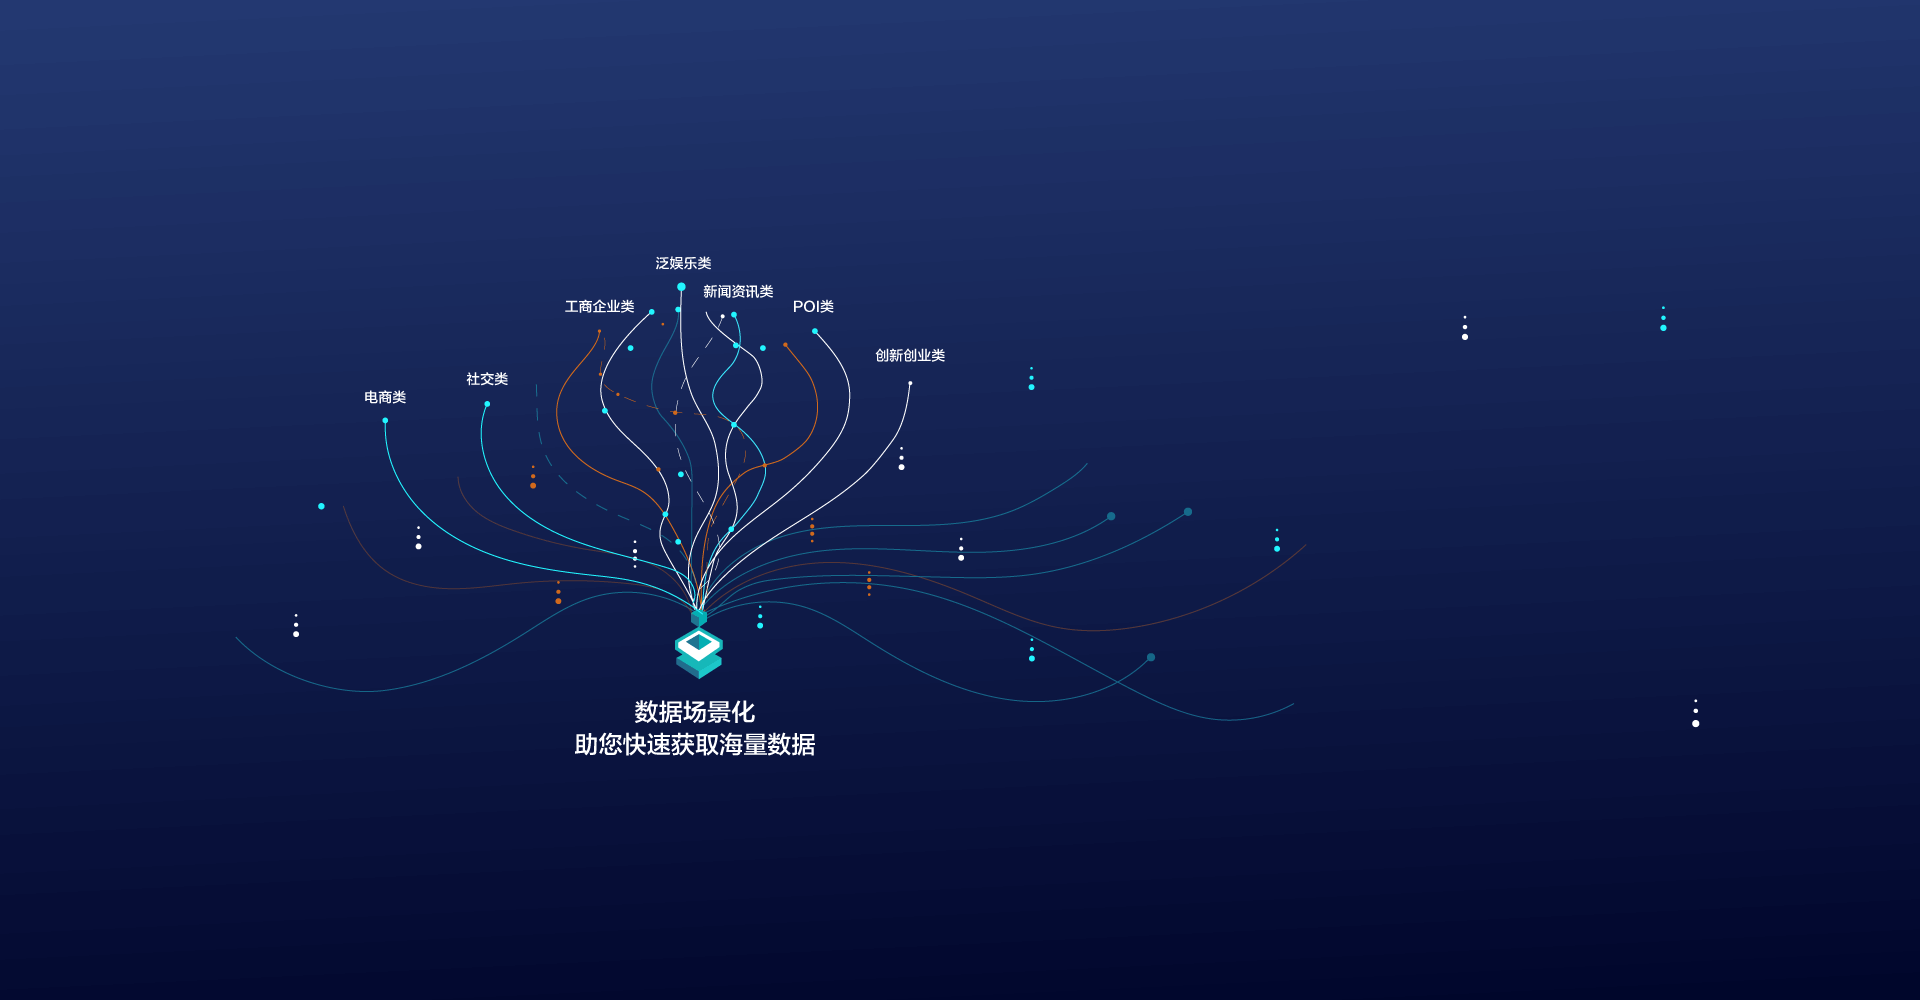 泛娱乐类
新闻资讯类
工商企业类
POI类
创新创业类
社交类
电商类
数据场景化
助您快速获取海量数据